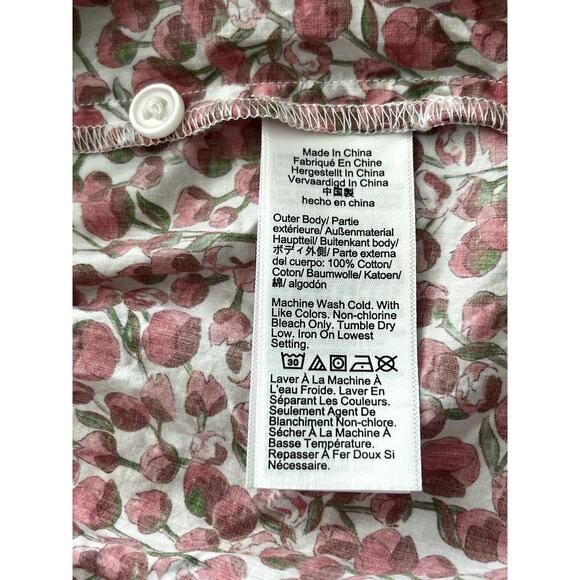 Made In China
Fabriqué En Chine
Hergestellt In China
Vervaardigd In China
中国製
hecho en china
Outer Body/ Partie
extérieure/ Außenmaterial
Hauptteil/ Buitenkant body/
ボディ外側/ Parte externa
del cuerpo: 100% Cotton/
Coton/ Baumwolle/ Katoen/
綿/ algodón
Machine Wash Cold. With
Like Colors. Non-chlorine
Bleach Only. Tumble Dry
Low. Iron On Lowest
Setting.
30
Laver À La Machine À
L'eau Froide. Laver En
Séparant Les Couleurs.
Seulement Agent De
Blanchiment Non-chlore.
Sécher À La Machine À
Basse Température.
Repasser À Fer Doux Si
Nécessaire.